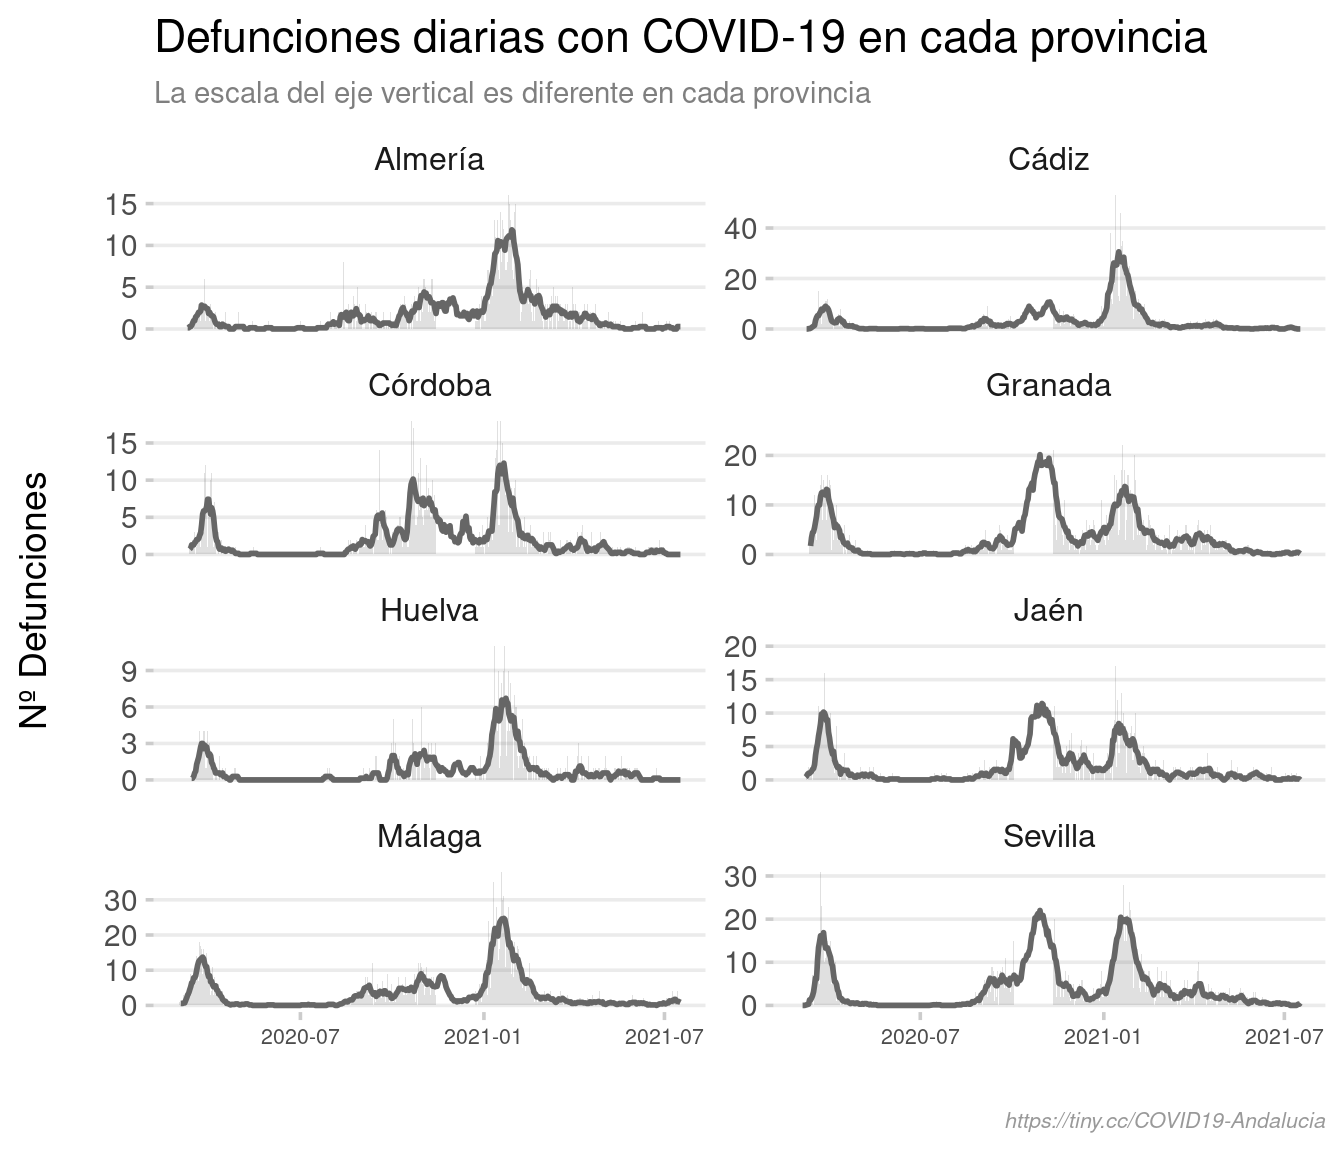 Defunciones diarias con COVID-19 en cada provincia
La escala del eje vertical es diferente en cada provincia
Nº Defunciones
Almería
15
10
5
0
Cádiz
40
20
0
Córdoba
15
10
5
0
Granada
20
10
0
Huelva
9
6
3
0
Jaén
20
15
10
5
0
Málaga
30
20
10
0
Sevilla
30
20
10
0
2020-07 2021-01 2021-07
2020-07 2021-01 2021-07
https://tiny.cc/COVID19-Andalucia